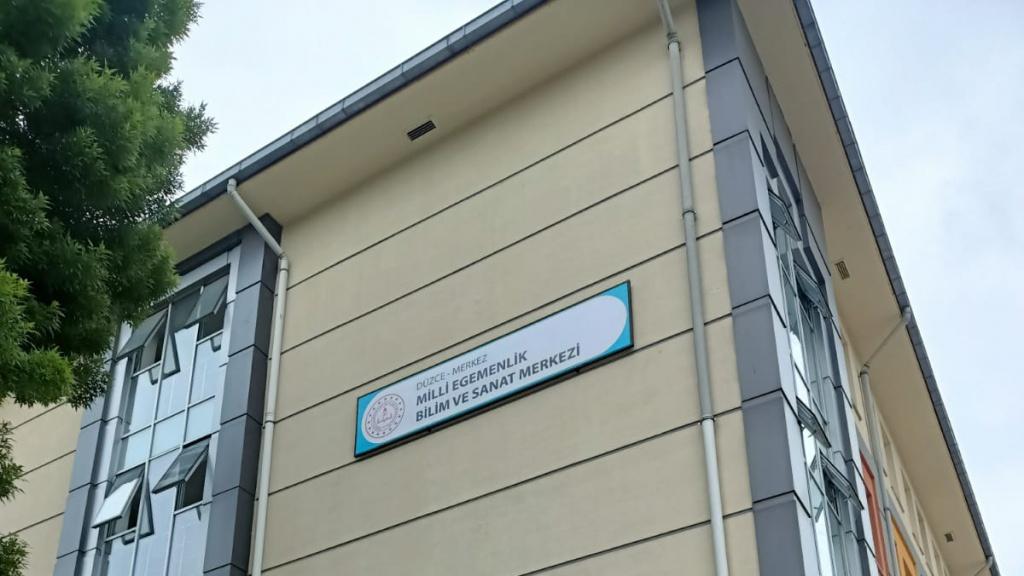 DÜZCE - MERKEZ
MİLLİ EGEMENLİK
BİLİM VE SANAT MERKEZİ